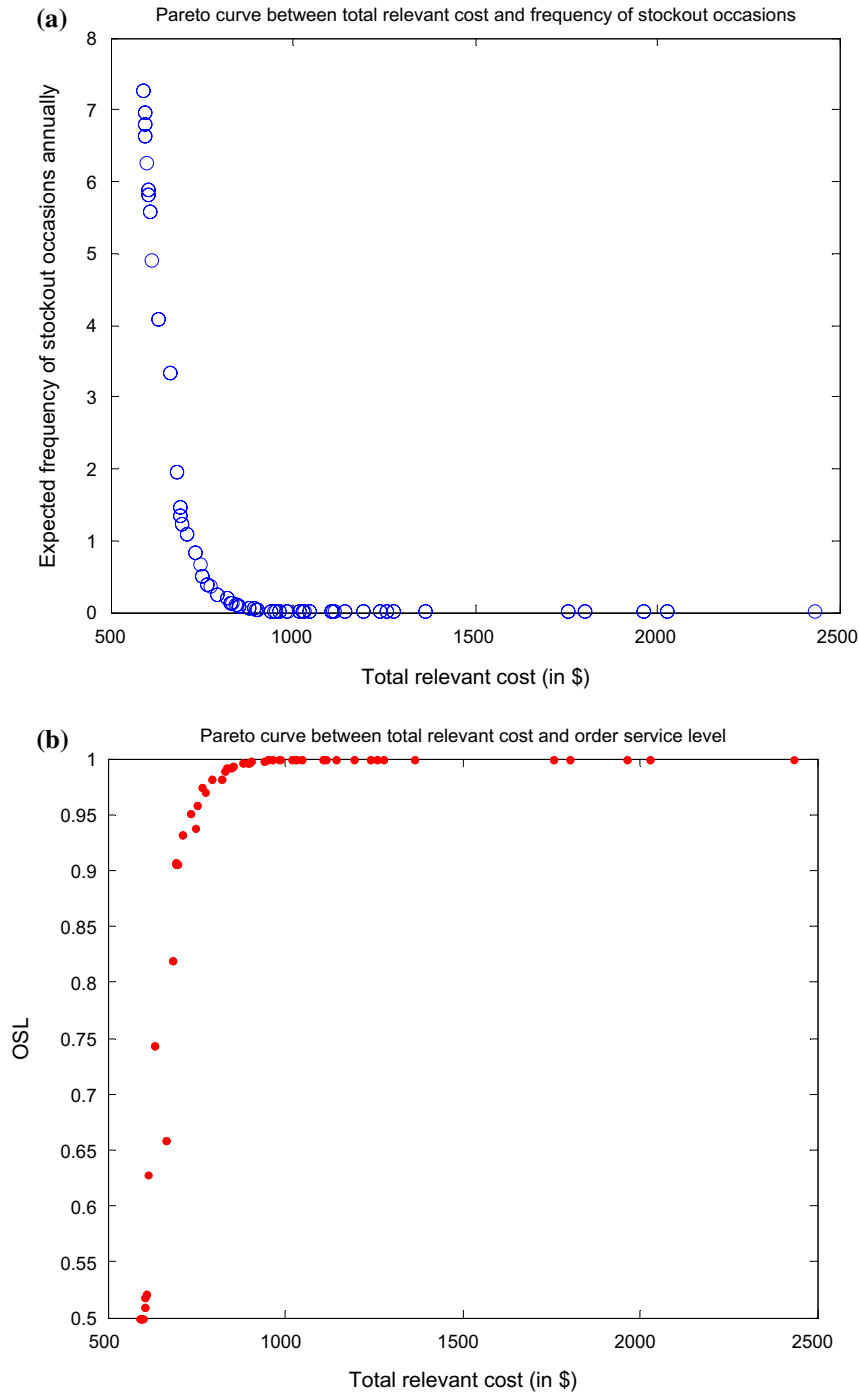 (a)
Pareto curve between total relevant cost and frequency of stockout occasions
Expected frequency of stockout occasions annually
8
7
6
5
4
3
2
1
0
500 1000 1500 2000 2500
Total relevant cost (in $)
(b)
Pareto curve between total relevant cost and order service level
OSL
1
0.95
0.9
0.85
0.8
0.75
0.7
0.65
0.6
0.55
0.5
500 1000 1500 2000 2500
Total relevant cost (in $)